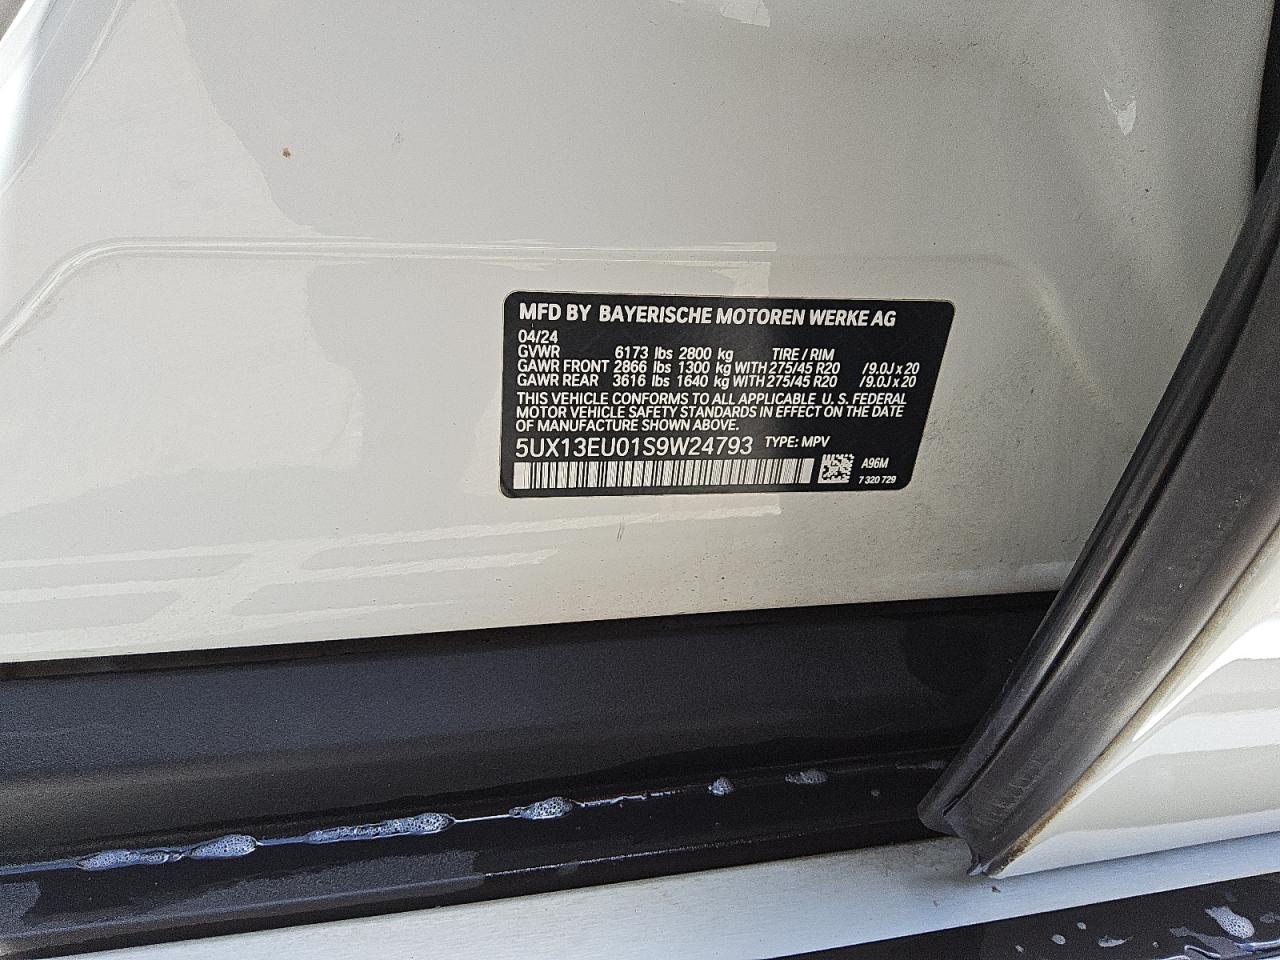 MFD BY BAYERISCHE MOTOREN WERKE AG
04/24
GVWR 6173 lbs 2800 kg TIRE / RIM
GAWR FRONT 2866 lbs 1300 kg WITH 275/45 R20 /9.0J x 20
GAWR REAR 3616 lbs 1640 kg WITH 275/45 R20 /9.0J x 20
THIS VEHICLE CONFORMS TO ALL APPLICABLE U.S. FEDERAL
MOTOR VEHICLE SAFETY STANDARDS IN EFFECT ON THE DATE
OF MANUFACTURE SHOWN ABOVE.
5UX13EU01S9W24793 TYPE: MPV
A96M
7 320 729